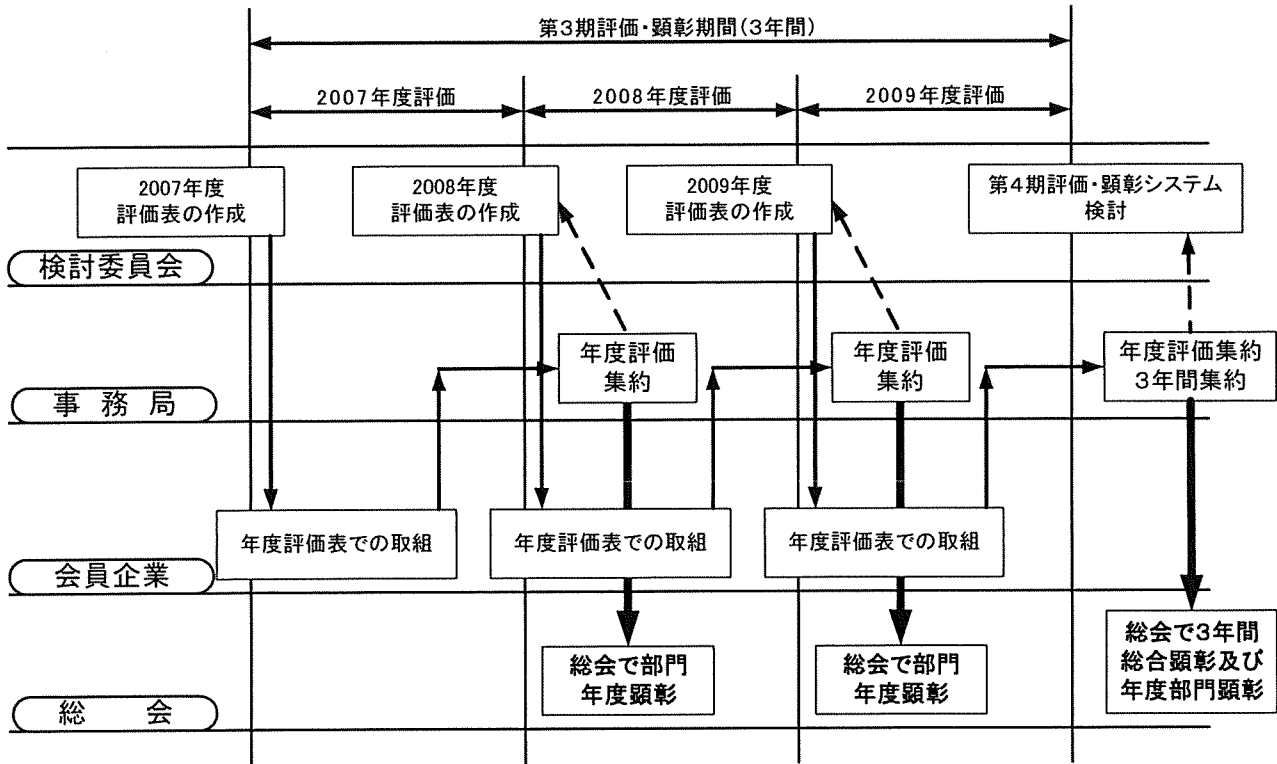 第3期評価・顕彰期間(3年間)
2007年度評価
2008年度評価
2009年度評価
2007年度
評価表の作成
2008年度
評価表の作成
2009年度
評価表の作成
第4期評価・顕彰システム
検討
検討委員会
年度評価
集約
年度評価
集約
年度評価集約
3年間集約
事務局
年度評価表での取組
年度評価表での取組
年度評価表での取組
会員企業
総会で部門
年度顕彰
総会で部門
年度顕彰
総会で3年間
総合顕彰及び
年度部門顕彰
総会